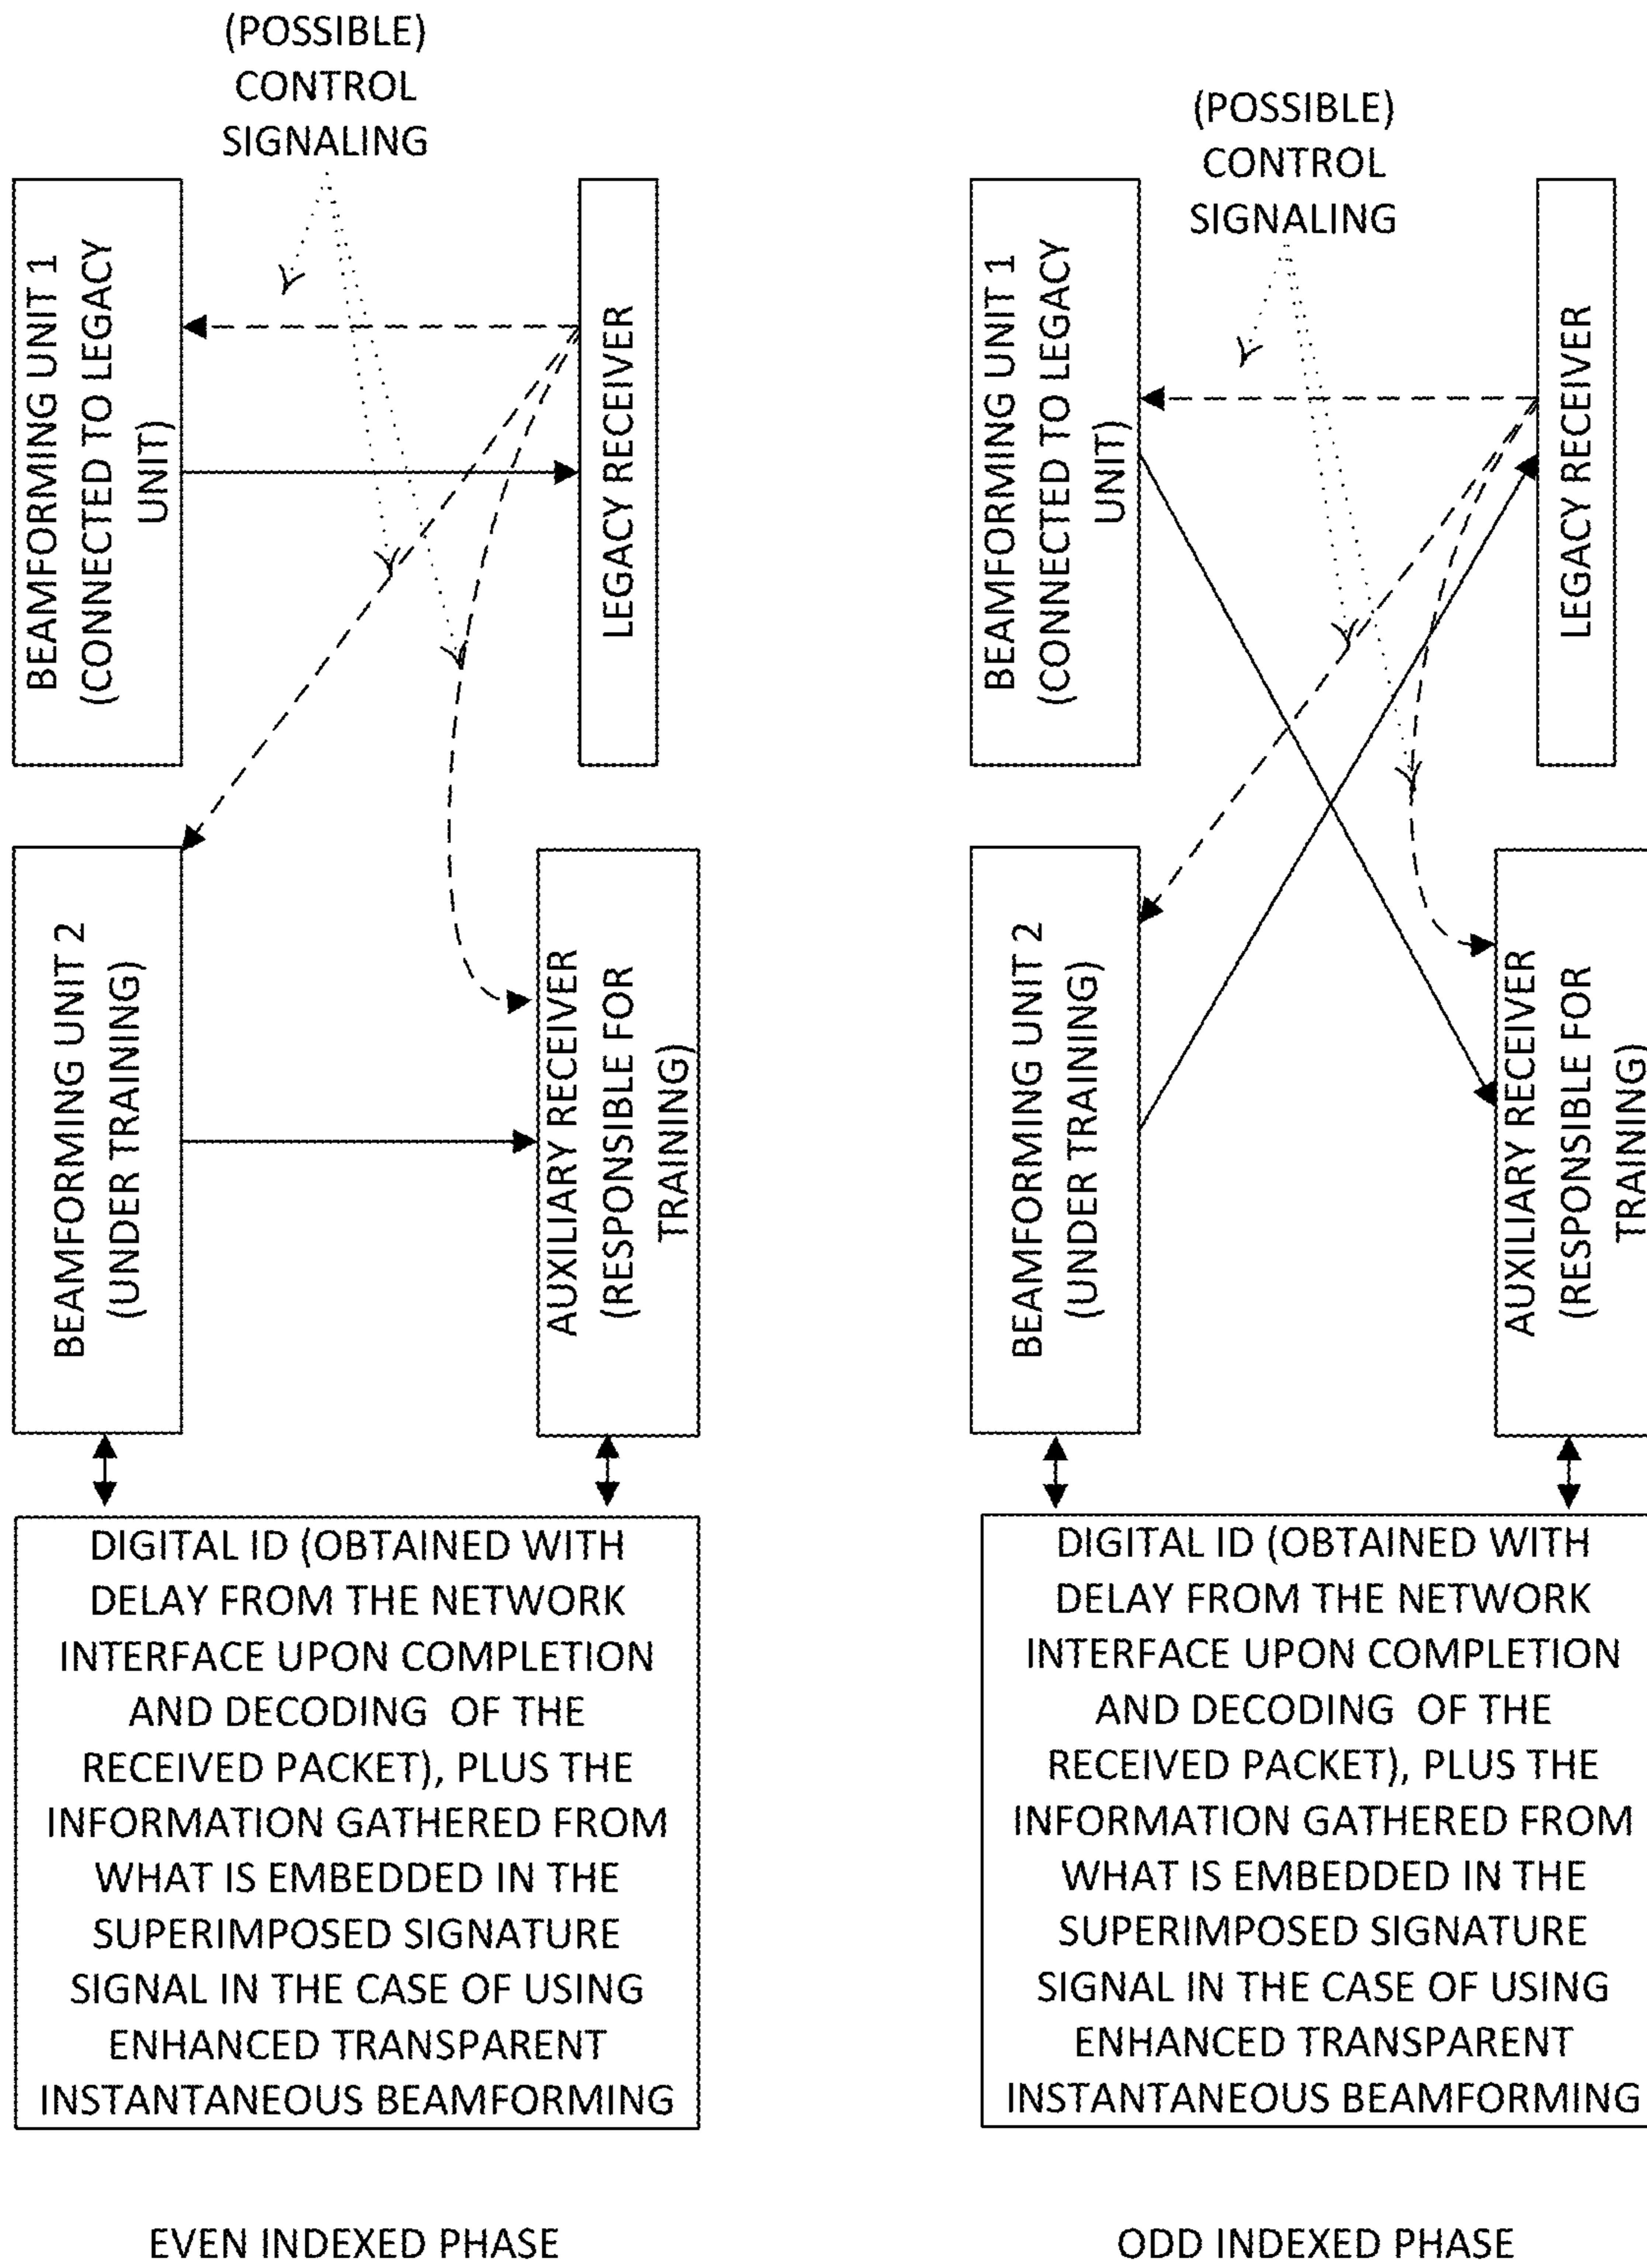 (POSSIBLE)
CONTROL
SIGNALING
BEAMFORMING UNIT 1
(CONNECTED TO LEGACY
UNIT)
LEGACY RECEIVER
BEAMFORMING UNIT 2
(UNDER TRAINING)
AUXILIARY RECEIVER
(RESPONSIBLE FOR
TRAINING)
DIGITAL ID (OBTAINED WITH
DELAY FROM THE NETWORK
INTERFACE UPON COMPLETION
AND DECODING OF THE
RECEIVED PACKET), PLUS THE
INFORMATION GATHERED FROM
WHAT IS EMBEDDED IN THE
SUPERIMPOSED SIGNATURE
SIGNAL IN THE CASE OF USING
ENHANCED TRANSPARENT
INSTANTANEOUS BEAMFORMING
EVEN INDEXED PHASE
(POSSIBLE)
CONTROL
SIGNALING
BEAMFORMING UNIT 1
(CONNECTED TO LEGACY
UNIT)
LEGACY RECEIVER
BEAMFORMING UNIT 2
(UNDER TRAINING)
AUXILIARY RECEIVER
(RESPONSIBLE FOR
TRAINING)
DIGITAL ID (OBTAINED WITH
DELAY FROM THE NETWORK
INTERFACE UPON COMPLETION
AND DECODING OF THE
RECEIVED PACKET), PLUS THE
INFORMATION GATHERED FROM
WHAT IS EMBEDDED IN THE
SUPERIMPOSED SIGNATURE
SIGNAL IN THE CASE OF USING
ENHANCED TRANSPARENT
INSTANTANEOUS BEAMFORMING
ODD INDEXED PHASE